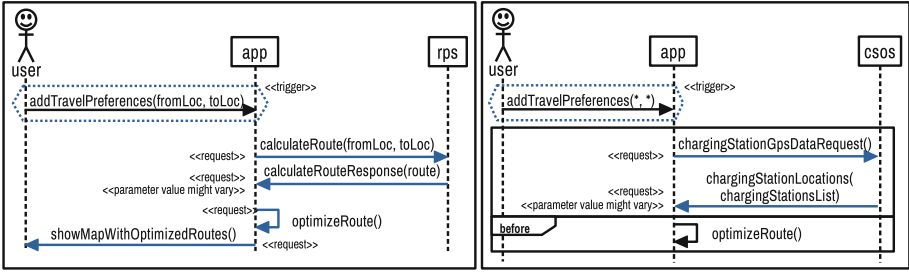 user
app
rps
<<trigger>>
addTravelPreferences(fromLoc, toLoc)
calculateRoute(fromLoc, toLoc)
<<request>>
calculateRouteResponse(route)
<<request>>
<<parameter value might vary>>
<<request>>
optimizeRoute()
showMapWithOptimizedRoutes()
<<request>>
user
app
csos
<<trigger>>
addTravelPreferences(*, *)
chargingStationGpsDataRequest()
<<request>>
chargingStationLocations(
<<request>>
chargingStationsList)
<<parameter value might vary>>
before
optimizeRoute()